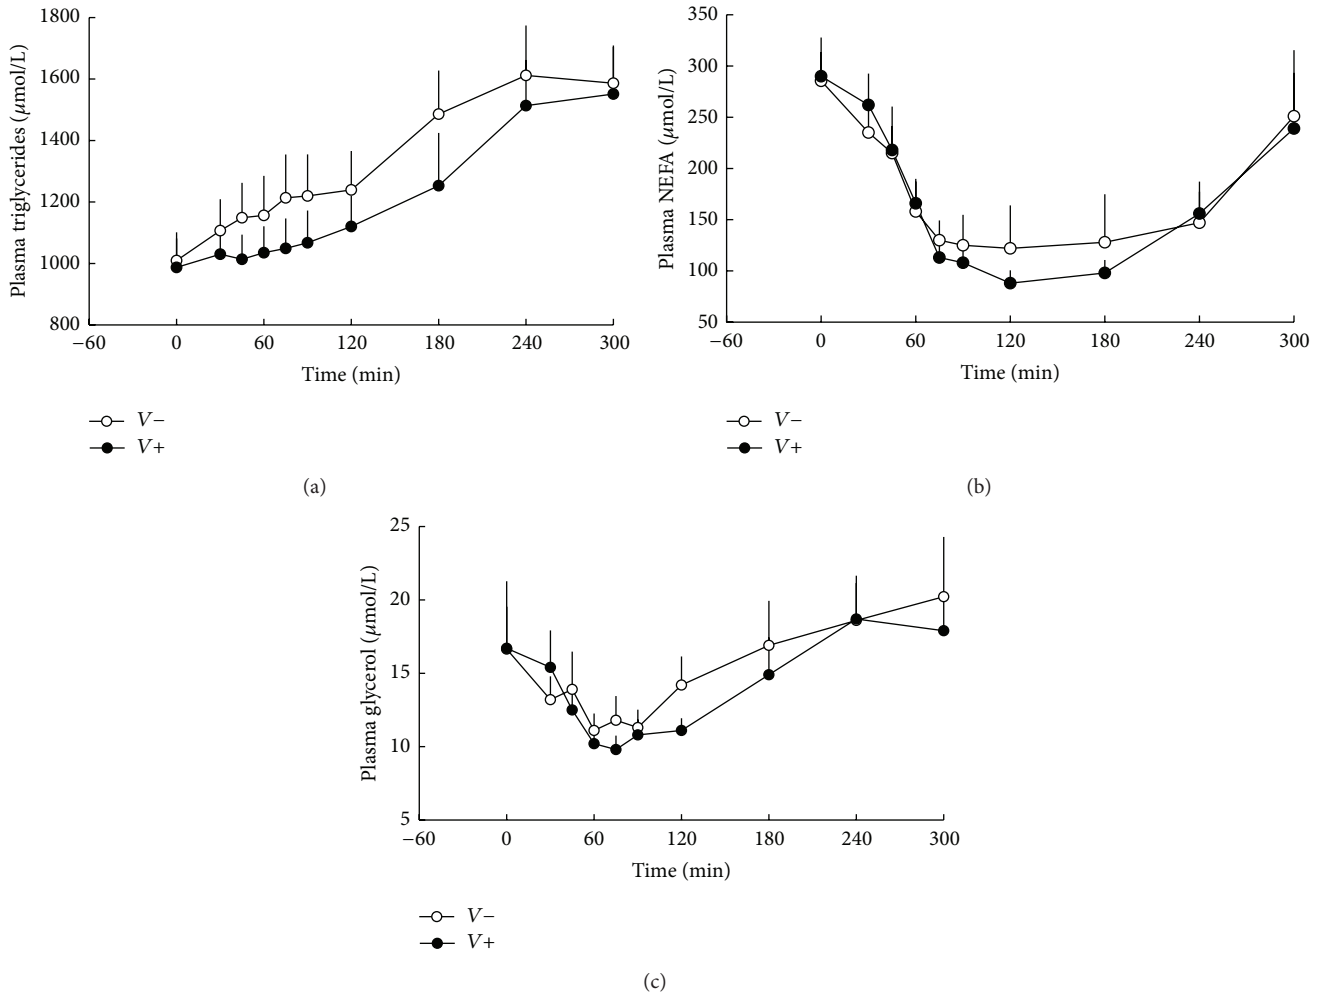 1800
1600
1400
1200
1000
800
−60 0 60 120 180 240 300
Plasma triglycerides (μmol/L)
Time (min)
V−
V+
(a)
350
300
250
200
150
100
50
−60 0 60 120 180 240 300
Plasma NEFA (μmol/L)
Time (min)
V−
V+
(b)
25
20
15
10
5
−60 0 60 120 180 240 300
Plasma glycerol (μmol/L)
Time (min)
V−
V+
(c)